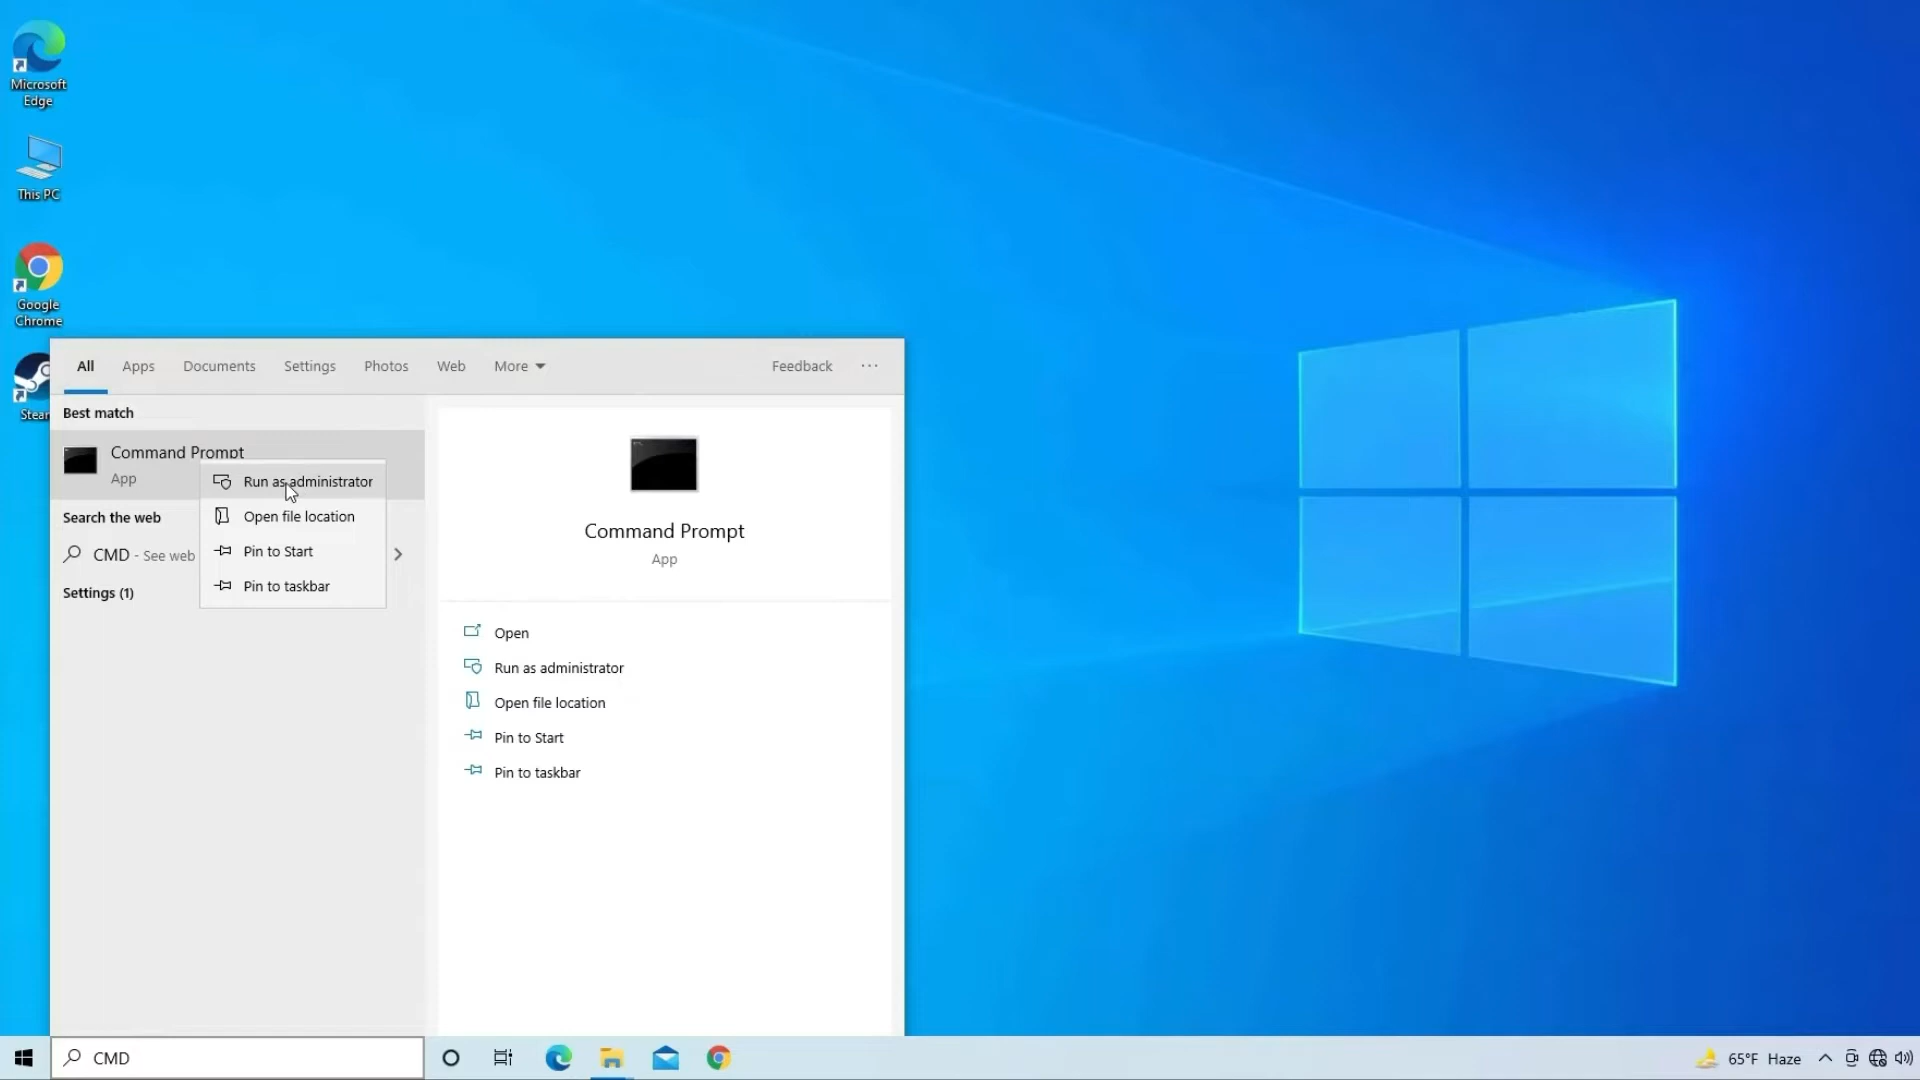 Microsoft
Edge
This PC
Google
Chrome
All
Apps
Documents
Settings
Photos
Web
More
Feedback
Best match
Command Prompt
App
Run as administrator
Open file location
Pin to Start
Pin to taskbar
Search the web
CMD - See web
Settings (1)
Command Prompt
App
Open
Run as administrator
Open file location
Pin to Start
Pin to taskbar
CMD
65°F Haze